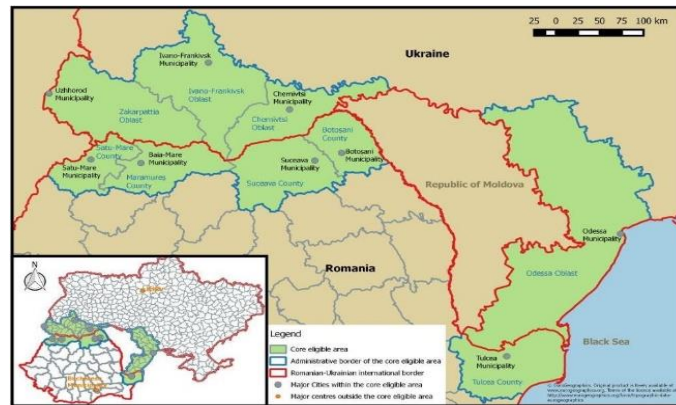 25 0 25 50 75 100 km
Ukraine
Ivano-Frankivsk
Municipality
Uzhhorod
Municipality
Ivano-Frankivsk
Oblast
Chernivtsi
Municipality
Zakarpattia
Oblast
Chernivtsi
Oblast
Botosani
County
Satu-Mare
County
Baia-Mare
Municipality
Suceava
Municipality
Botosani
Municipality
Satu-Mare
Municipality
Maramures
County
Suceava County
Republic of Moldova
Odessa
Municipality
Romania
Odessa Oblast
N
Legend
Core eligible area
Administrative border of the core eligible area
Romanian-Ukrainian international border
Major Cities within the core eligible area
Major centres outside the core eligible area
Black Sea
Tulcea
Municipality
Tulcea County